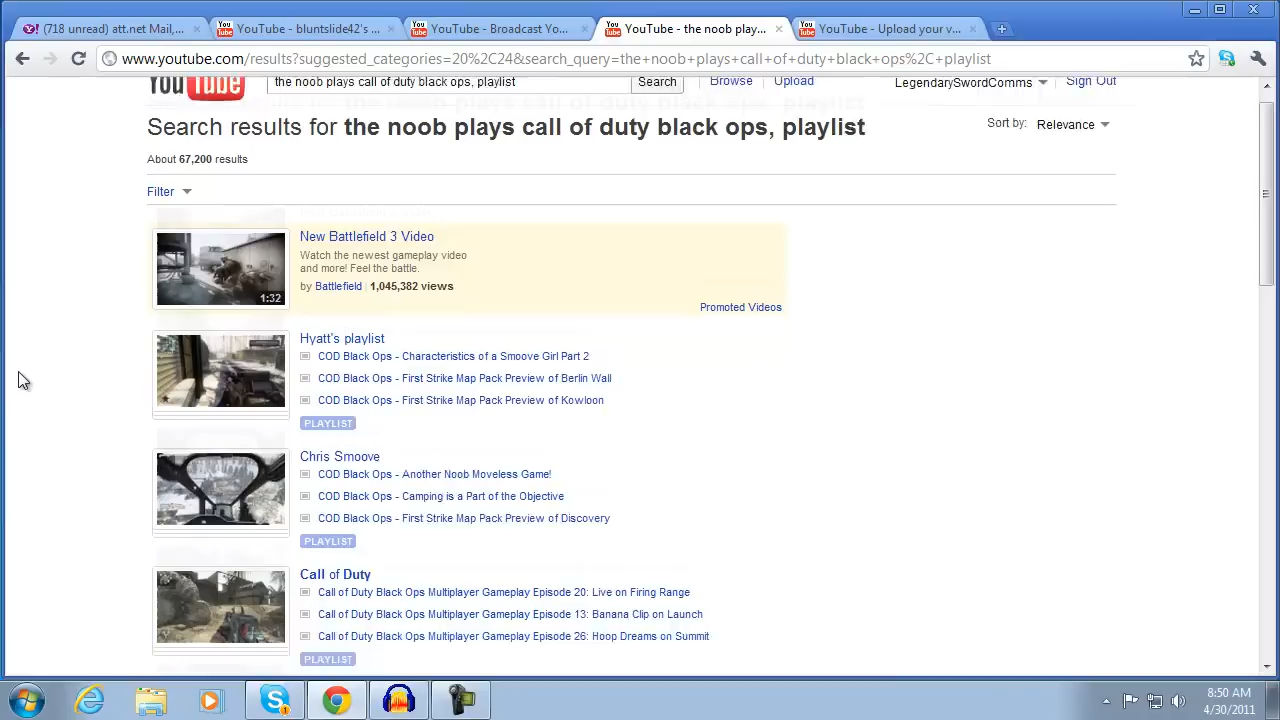 (718 unread) att.net Mail,...
YouTube - bluntslide42's ...
YouTube - Broadcast Yo...
YouTube - the noob play...
YouTube - Upload your v...
www.youtube.com/results?suggested_categories=20%2C24&search_query=the+noob+plays+call+of+duty+black+ops%2C+playlist
YouTube
the noob plays call of duty black ops, playlist
Search
Browse
Upload
LegendarySwordComms
Sign Out
Search results for the noob plays call of duty black ops, playlist
Sort by: Relevance
About 67,200 results
Filter
New Battlefield 3 Video
Watch the newest gameplay video
and more! Feel the battle.
by Battlefield | 1,045,382 views
1:32
Promoted Videos
Hyatt's playlist
COD Black Ops - Characteristics of a Smoove Girl Part 2
COD Black Ops - First Strike Map Pack Preview of Berlin Wall
COD Black Ops - First Strike Map Pack Preview of Kowloon
PLAYLIST
Chris Smoove
COD Black Ops - Another Noob Moveless Game!
COD Black Ops - Camping is a Part of the Objective
COD Black Ops - First Strike Map Pack Preview of Discovery
PLAYLIST
Call of Duty
Call of Duty Black Ops Multiplayer Gameplay Episode 20: Live on Firing Range
Call of Duty Black Ops Multiplayer Gameplay Episode 13: Banana Clip on Launch
Call of Duty Black Ops Multiplayer Gameplay Episode 26: Hoop Dreams on Summit
PLAYLIST
8:50 AM
4/30/2011